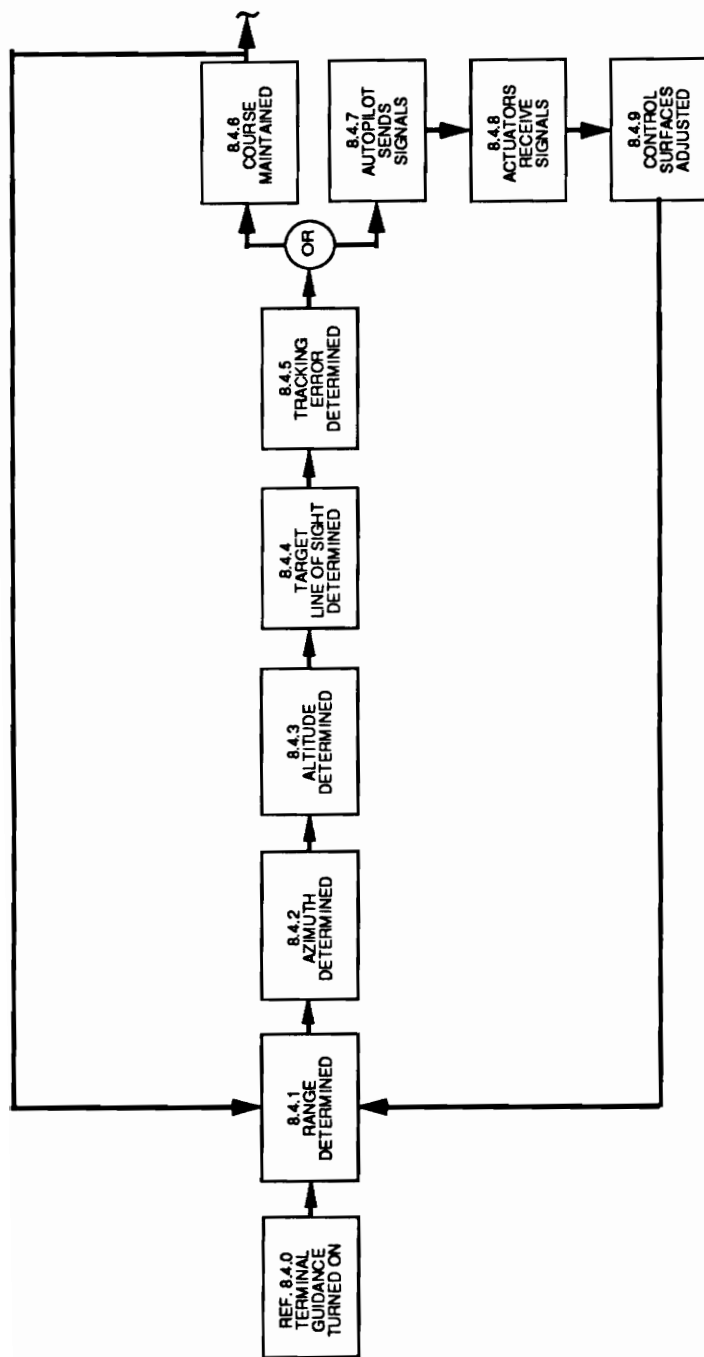 REF. 8.4.0
TERMINAL
GUIDANCE
TURNED ON
8.4.1
RANGE
DETERMINED
8.4.2
AZIMUTH
DETERMINED
8.4.3
ALTITUDE
DETERMINED
8.4.4
TARGET
LINE OF SIGHT
DETERMINED
8.4.5
TRACKING
ERROR
DETERMINED
OR
8.4.6
COURSE
MAINTAINED
8.4.7
AUTOPILOT
SENDS
SIGNALS
8.4.8
ACTUATORS
RECEIVE
SIGNALS
8.4.9
CONTROL
SURFACES
ADJUSTED